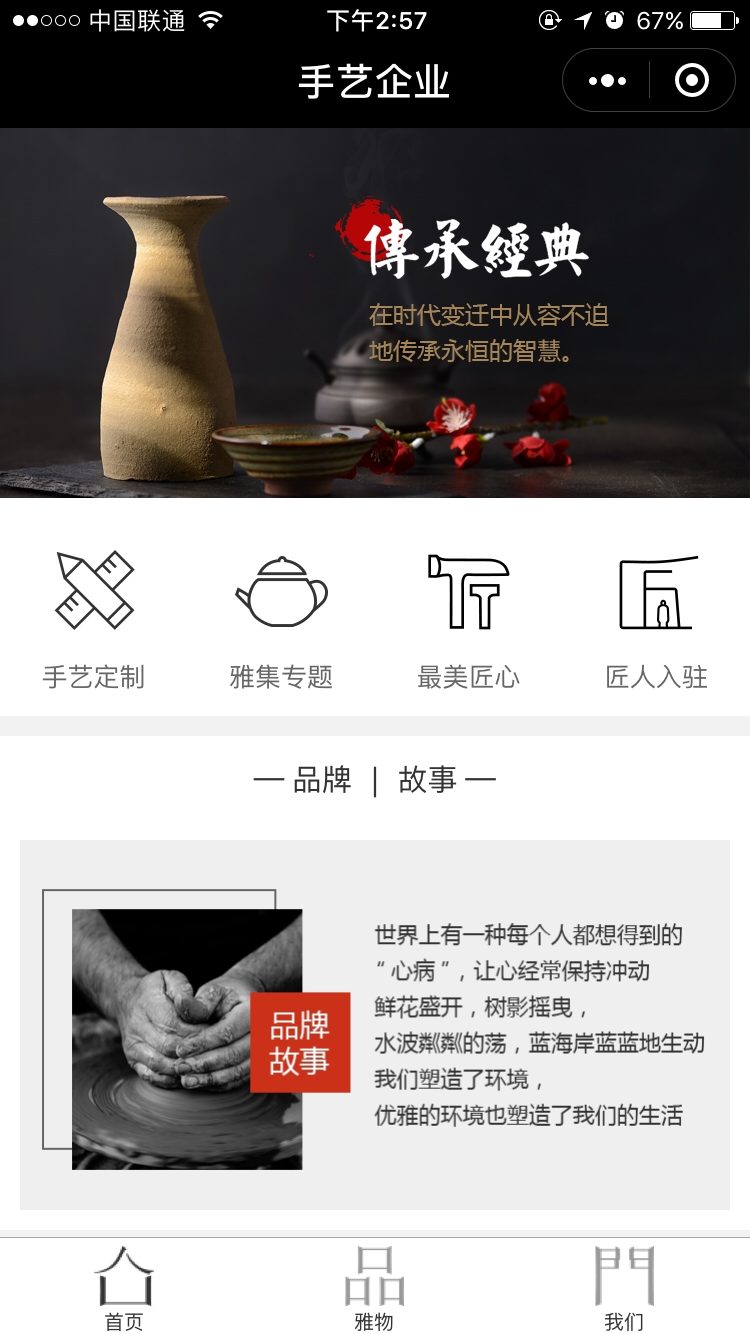 中国联通 下午2:57 67%
手艺企业
傳承經典
在时代变迁中从容不迫
地传承永恒的智慧。
手艺定制 雅集专题 最美匠心 匠人入驻
一 品牌 | 故事 一
世界上有一种每个人都想得到的
“心病”，让心经常保持冲动
鲜花盛开，树影摇曳，
水波粼粼的荡，蓝海岸蓝蓝地生动
我们塑造了环境，
优雅的环境也塑造了我们的生活
品牌
故事
品 門
首页 雅物 我们